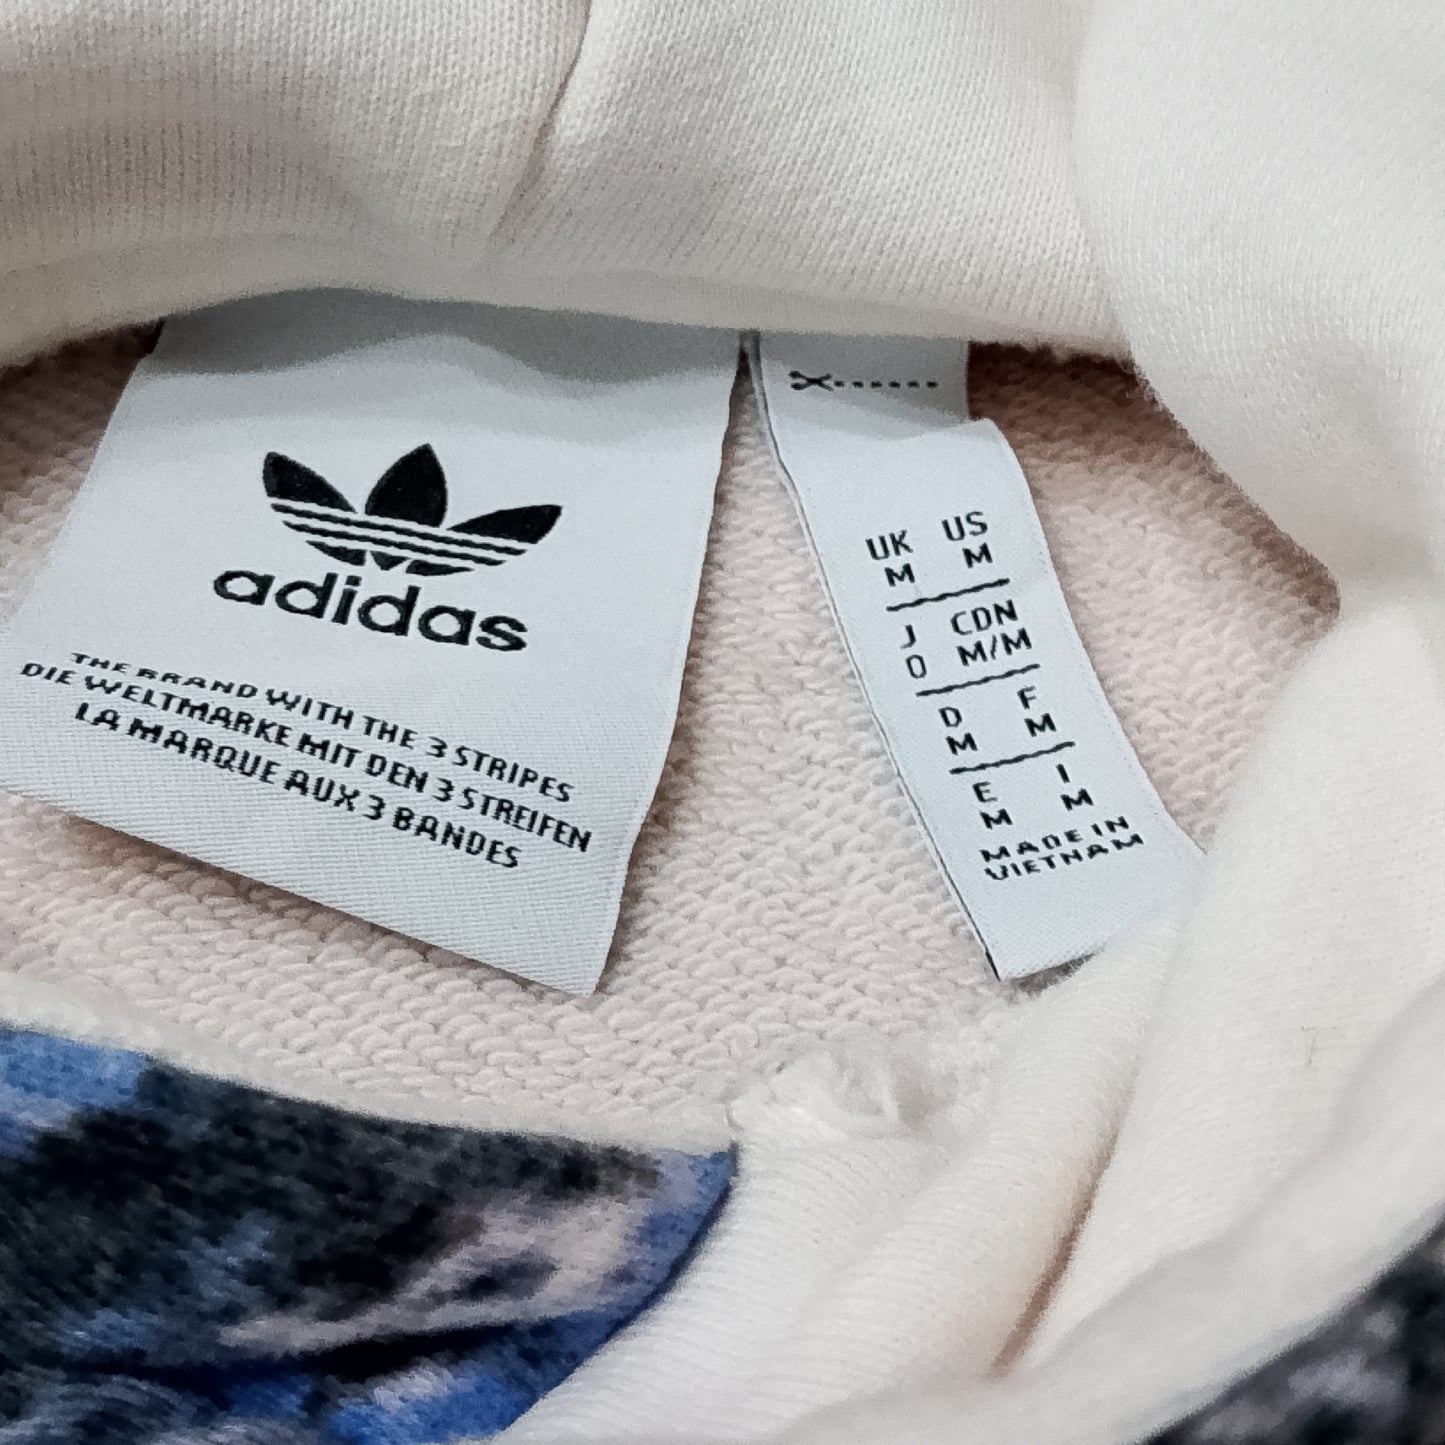 adidas
THE BRAND WITH THE 3 STRIPES
DIE WELTMARKE MIT DEN 3 STREIFEN
LA MARQUE AUX 3 BANDES
UK US
M M
J CDN
O M/M
D F
M M
E I
M M
MADE IN
VIETNAM